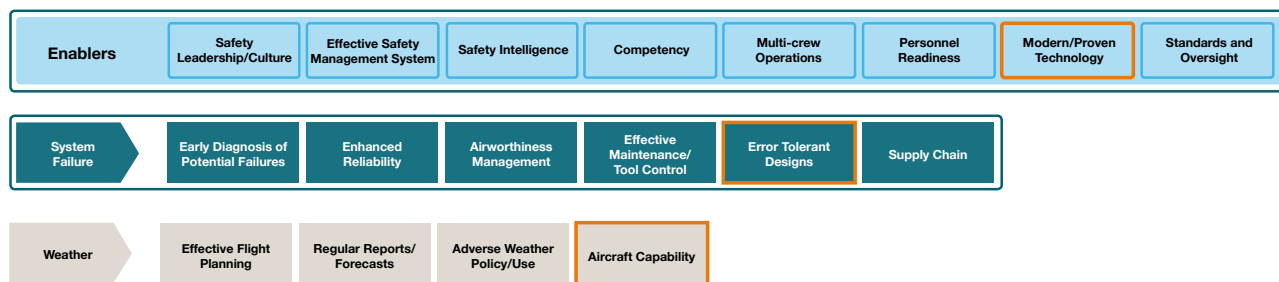 Enablers
Safety
Leadership/Culture
Effective Safety
Management System
Safety Intelligence
Competency
Multi-crew
Operations
Personnel
Readiness
Modern/Proven
Technology
Standards and
Oversight
System
Failure
Early Diagnosis of
Potential Failures
Enhanced
Reliability
Airworthiness
Management
Effective
Maintenance/
Tool Control
Error Tolerant
Designs
Supply Chain
Weather
Effective Flight
Planning
Regular Reports/
Forecasts
Adverse Weather
Policy/Use
Aircraft Capability